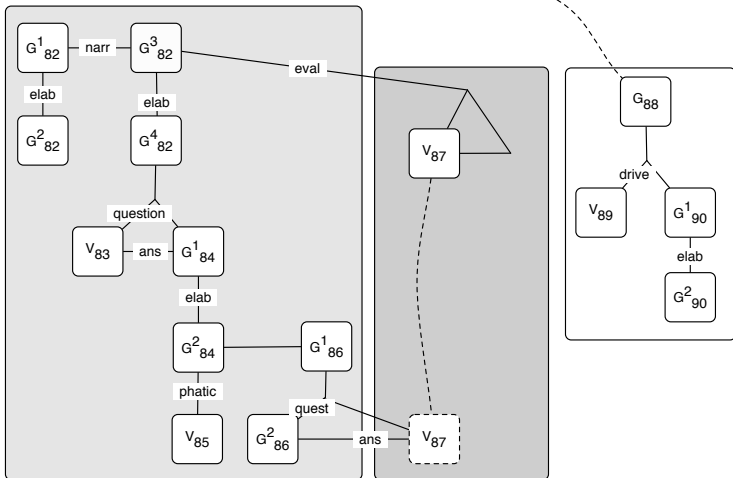 G¹₈₂ narr G³₈₂
eval
elab elab
G²₈₂ G⁴₈₂
question
V₈₃ ans G¹₈₄
elab
G²₈₄ G¹₈₆
phatic
quest
V₈₅ G²₈₆ ans V₈₇
V₈₇
G₈₈
drive
V₈₉ G¹₉₀
elab
G²₉₀